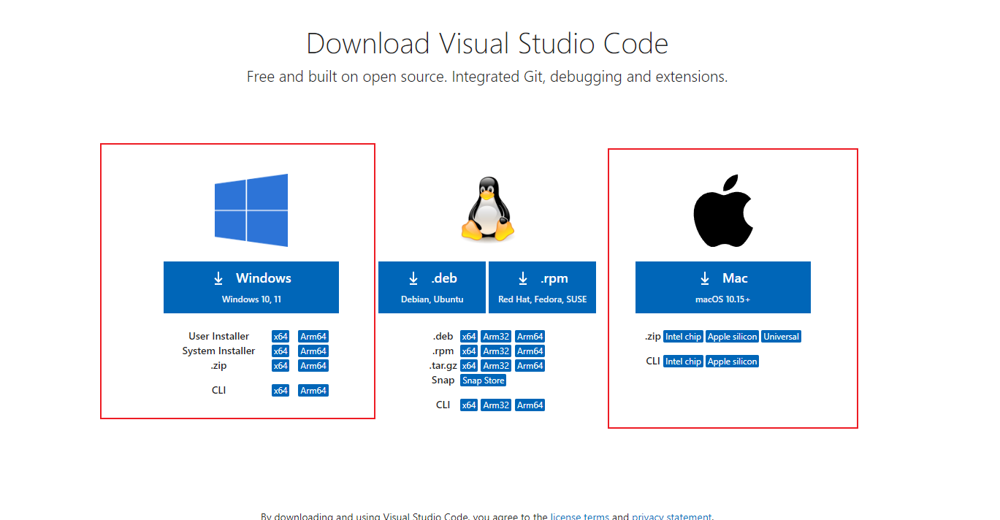 Download Visual Studio Code
Free and built on open source. Integrated Git, debugging and extensions.
Windows
Windows 10, 11
User Installer x64 Arm64
System Installer x64 Arm64
.zip x64 Arm64
CLI x64 Arm64
.deb
Debian, Ubuntu
.rpm
Red Hat, Fedora, SUSE
.deb x64 Arm32 Arm64
.rpm x64 Arm32 Arm64
.tar.gz x64 Arm32 Arm64
Snap Snap Store
CLI x64 Arm32 Arm64
Mac
macOS 10.15+
.zip Intel chip Apple silicon Universal
CLI Intel chip Apple silicon
By downloading and using Visual Studio Code, you agree to the license terms and privacy statement.